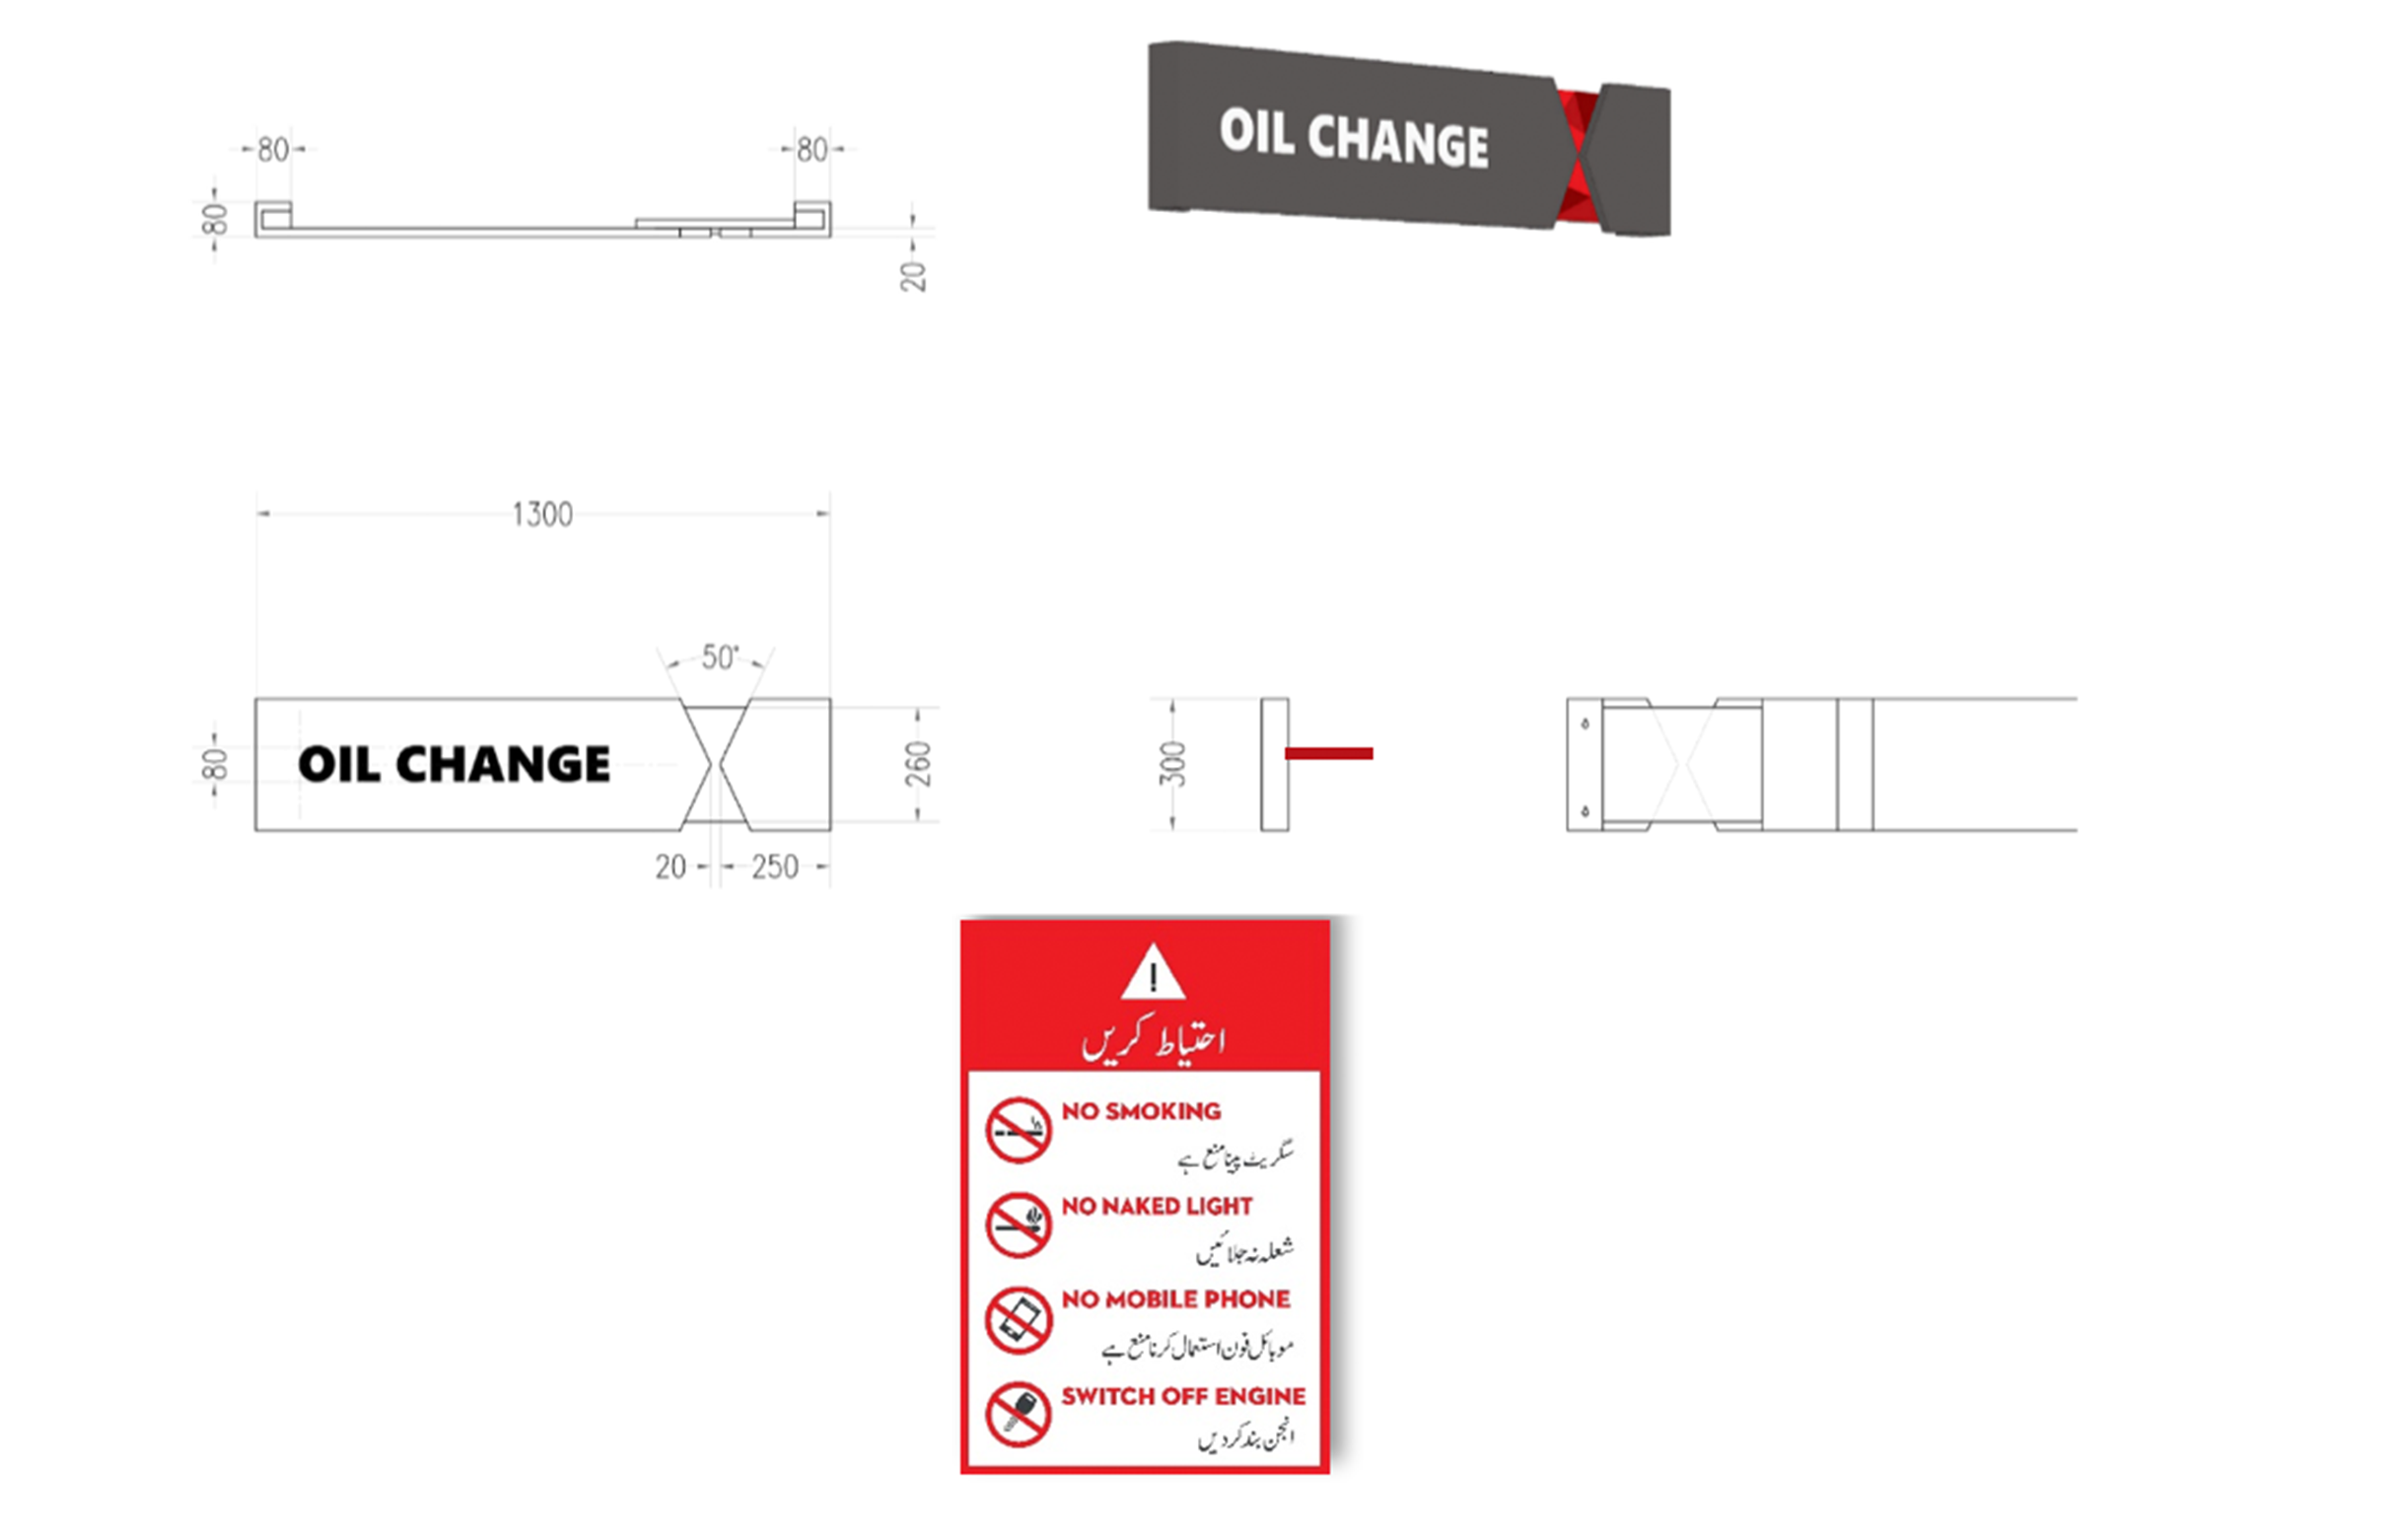 80
80
80
20
OIL CHANGE
1300
50°
80
OIL CHANGE
260
20
250
300
!
احتیاط کریں
NO SMOKING
سگریٹ پینا منع ہے
NO NAKED LIGHT
شعلہ نہ جلائیں
NO MOBILE PHONE
موبائل فون استعمال کرنا منع ہے
SWITCH OFF ENGINE
انجن بند کر دیں